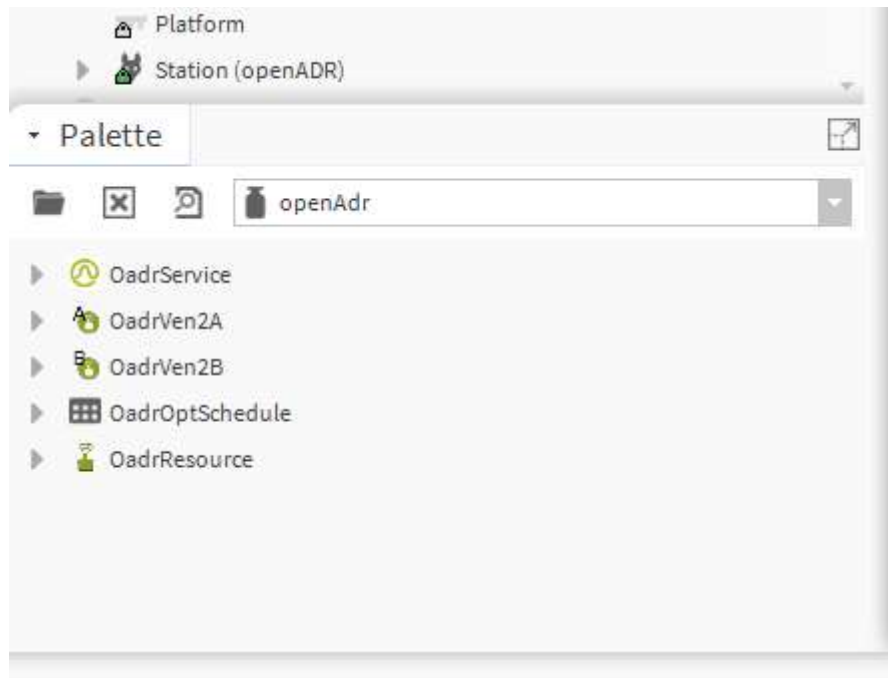 Platform
Station (openADR)
Palette
openAdr
OadrService
A OadrVen2A
B OadrVen2B
OadrOptSchedule
OadrResource